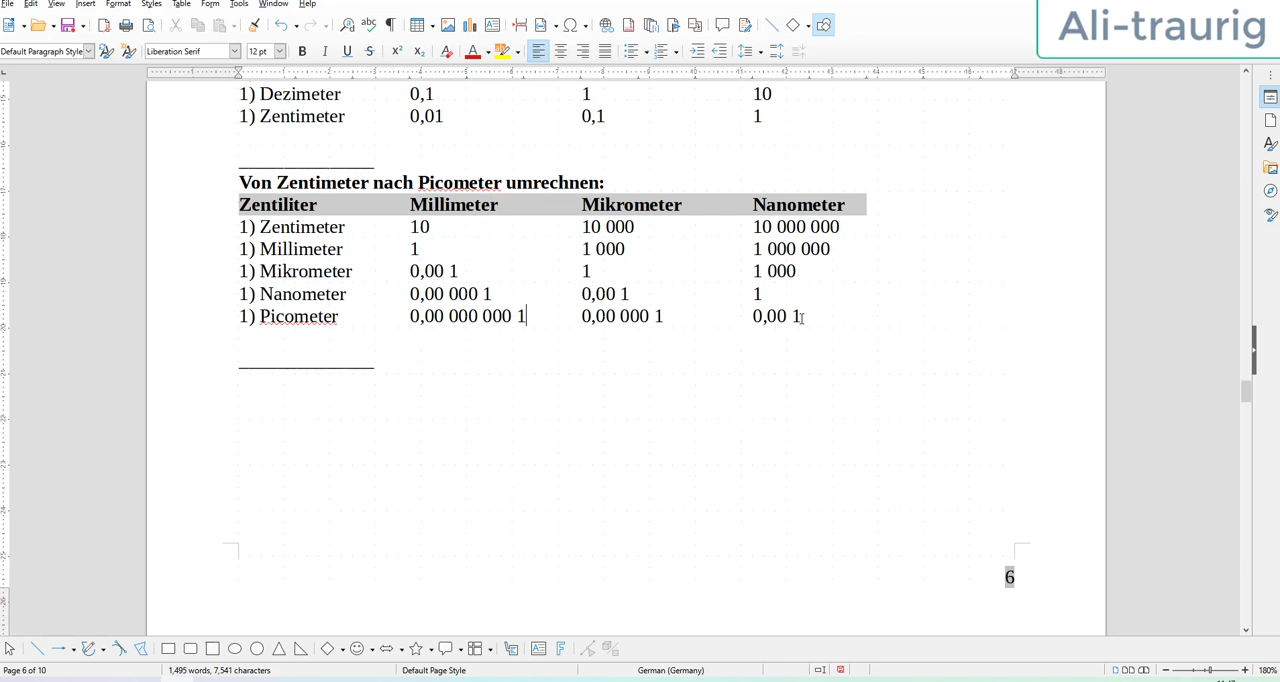 File Edit View Insert Format Styles Table Form Tools Window Help
Ali-traurig
Default Paragraph Style Liberation Serif 12 pt
1) Dezimeter 0,1 1 10
1) Zentimeter 0,01 0,1 1
Von Zentimeter nach Picometer umrechnen:
Zentiliter Millimeter Mikrometer Nanometer
1) Zentimeter 10 10 000 10 000 000
1) Millimeter 1 1 000 1 000 000
1) Mikrometer 0,00 1 1 1 000
1) Nanometer 0,00 000 1 0,00 1 1
1) Picometer 0,00 000 000 1 0,00 000 1 0,00 1
6
Page 6 of 10 1,495 words, 7,541 characters Default Page Style German (Germany) 180%